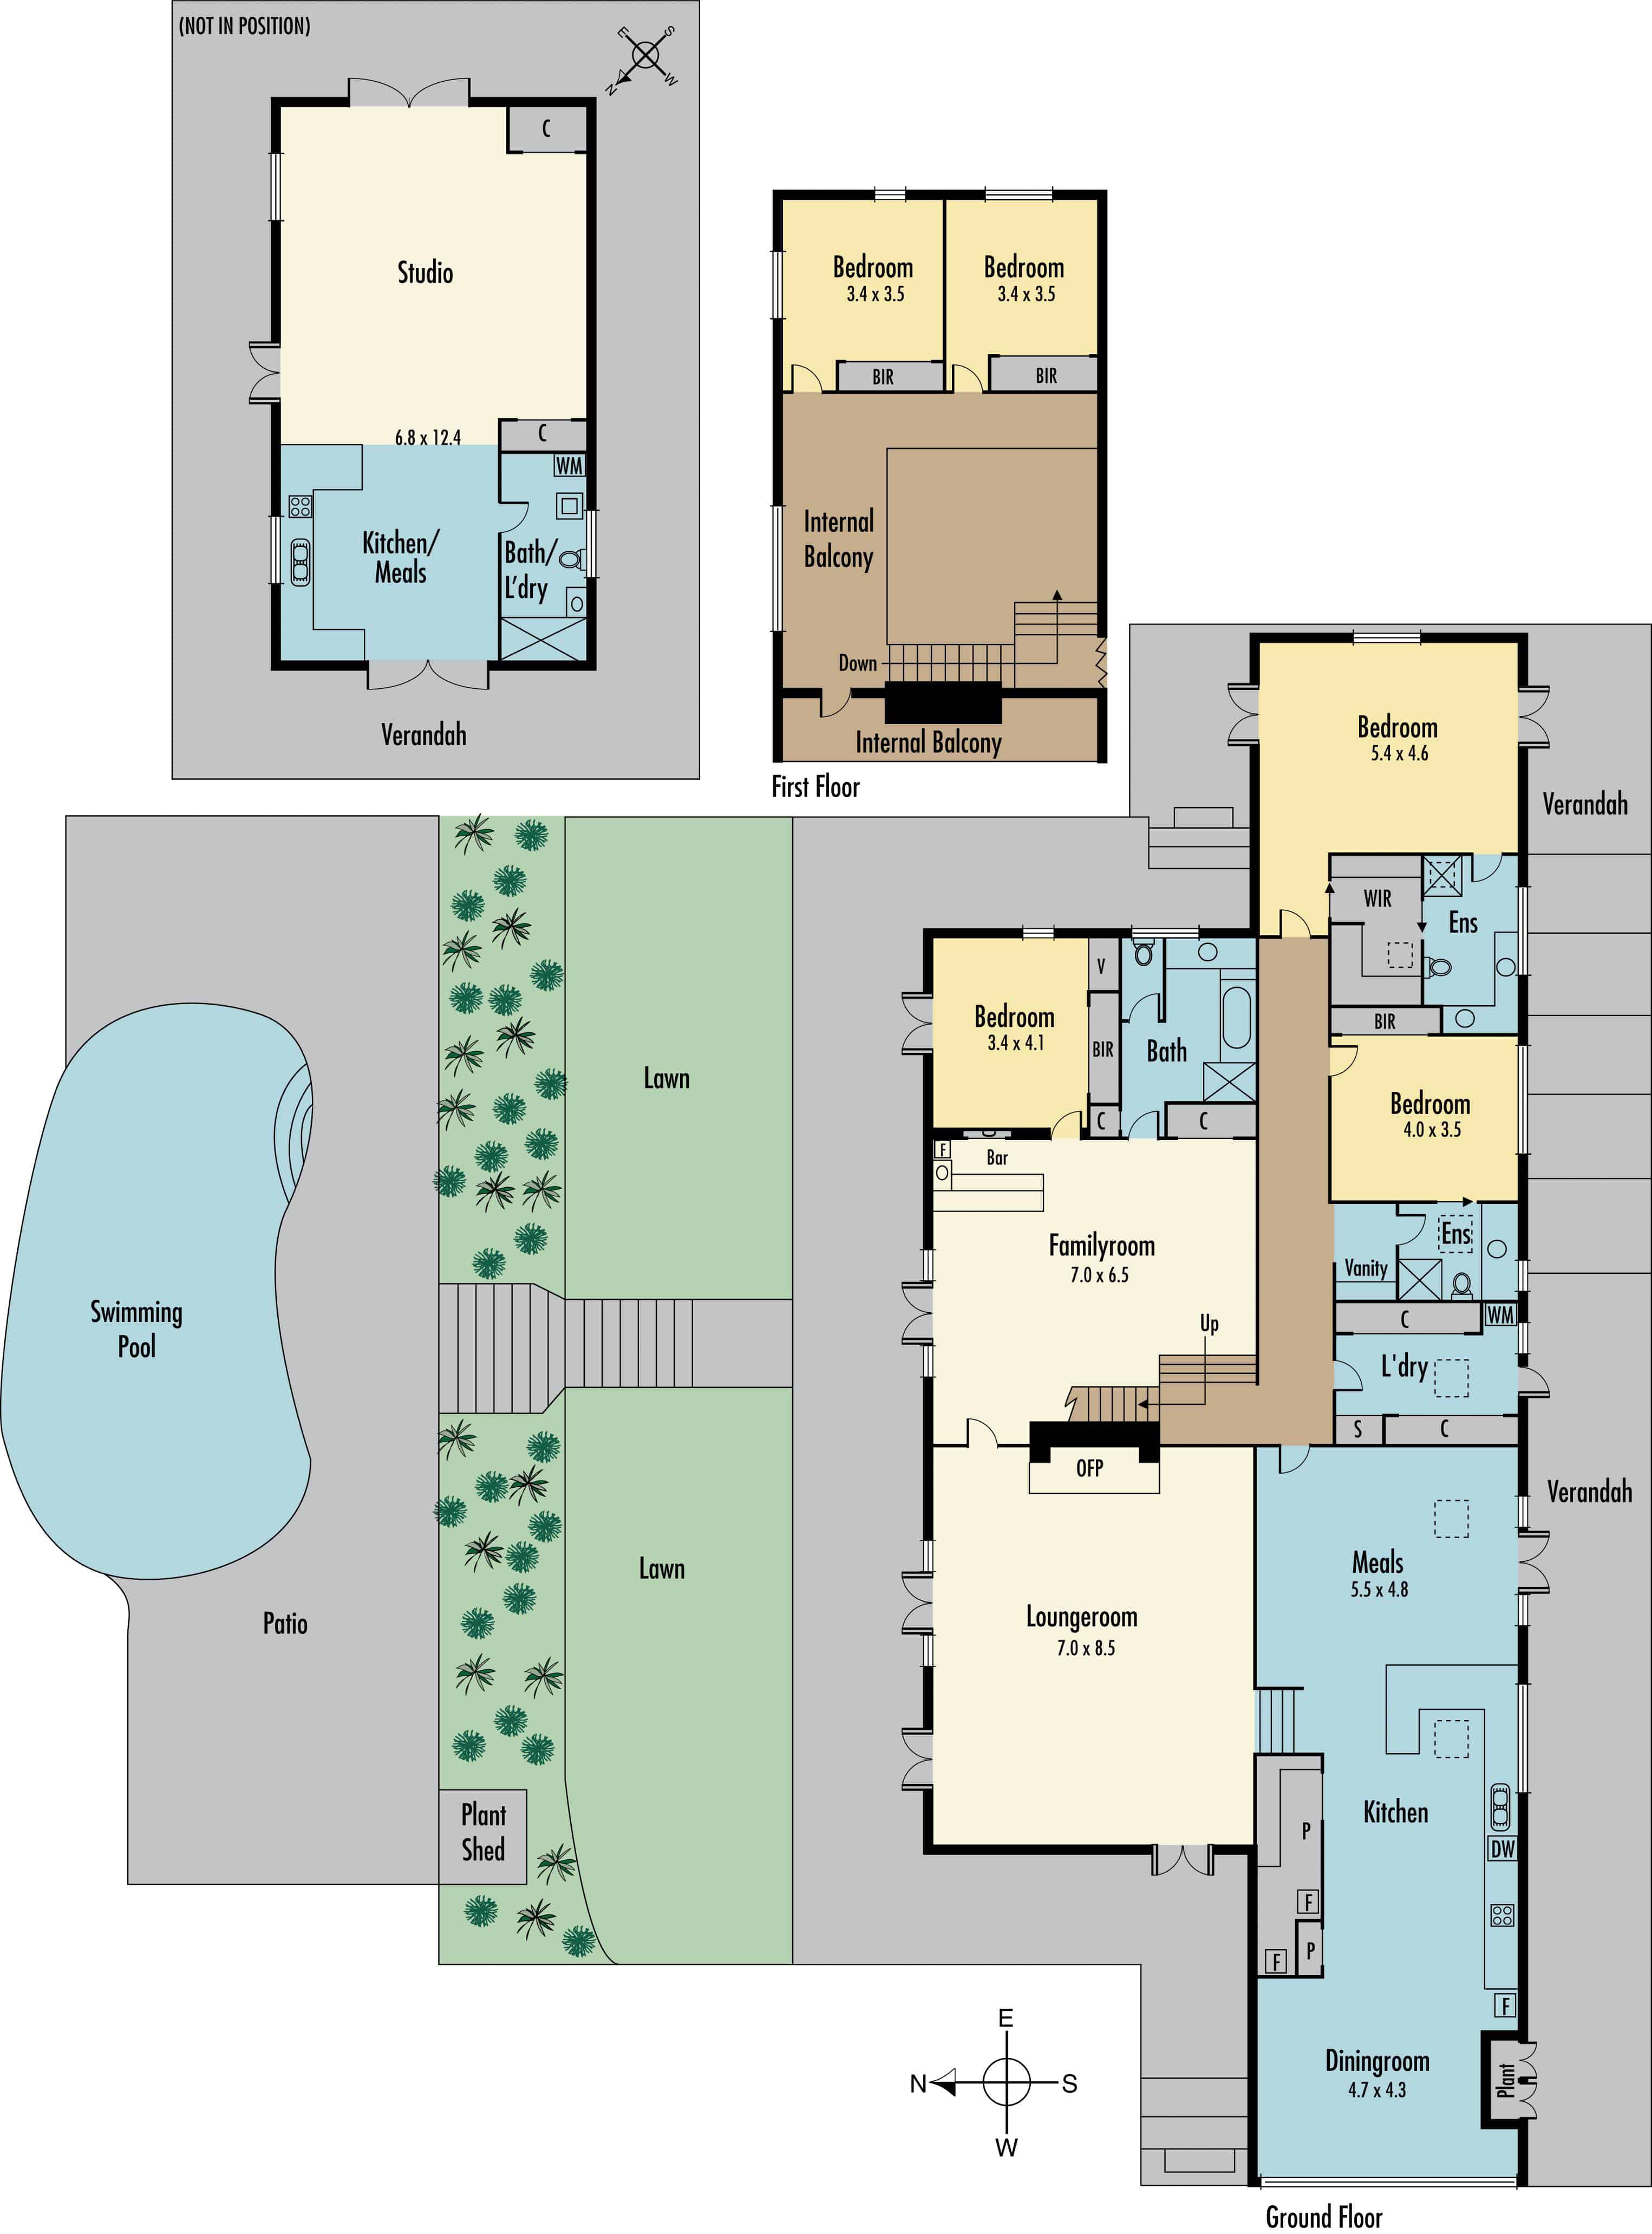 (NOT IN POSITION)
E
S
N
W
C
Studio
6.8 x 12.4
C
WM
Kitchen/
Meals
Bath/
L'dry
Verandah
Bedroom
3.4 x 3.5
Bedroom
3.4 x 3.5
BIR
BIR
Internal
Balcony
Down
Internal Balcony
First Floor
Bedroom
5.4 x 4.6
Verandah
WIR
Ens
BIR
Bedroom
3.4 x 4.1
V
BIR
C
Bath
C
Bedroom
4.0 x 3.5
Lawn
F
Bar
Familyroom
7.0 x 6.5
Up
Ens
Vanity
C
WM
L'dry
S
C
Swimming
Pool
OFP
Verandah
Lawn
Meals
5.5 x 4.8
Patio
Loungeroom
7.0 x 8.5
Plant
Shed
Kitchen
P
DW
F
P
F
F
Diningroom
4.7 x 4.3
Plant
E
N
S
W
Ground Floor